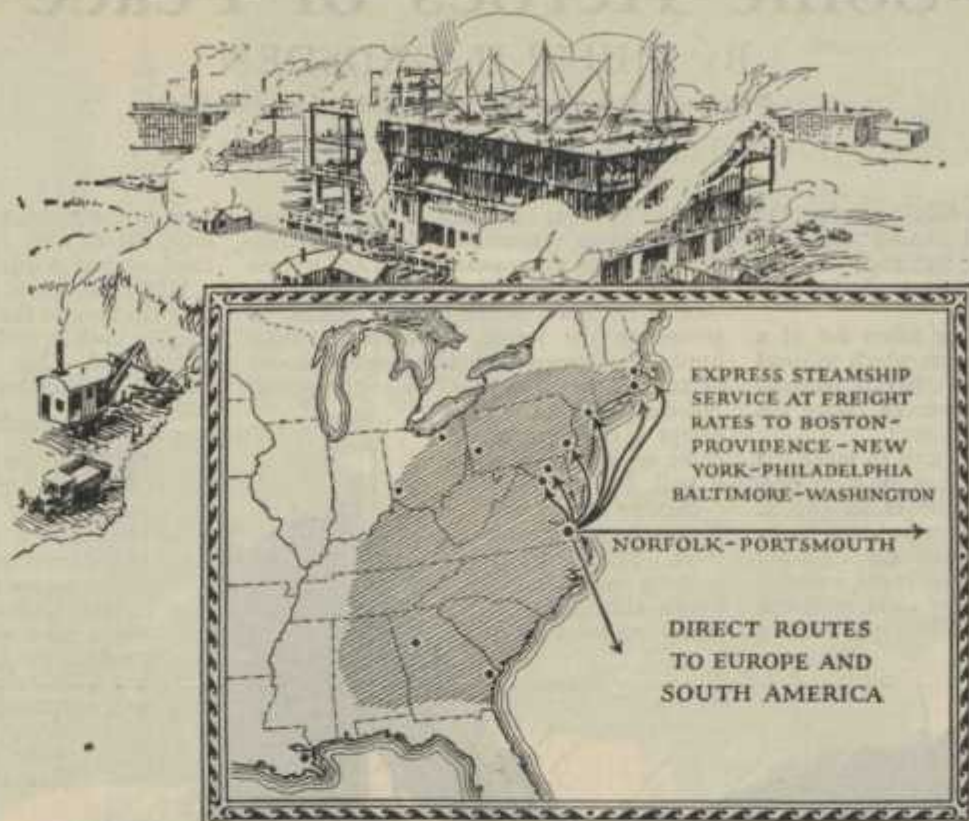 EXPRESS STEAMSHIP
SERVICE AT FREIGHT
RATES TO BOSTON-
PROVIDENCE-NEW
YORK-PHILADELPHIA
BALTIMORE-WASHINGTON
NORFOLK-PORTSMOUTH
DIRECT ROUTES
TO EUROPE AND
SOUTH AMERICA